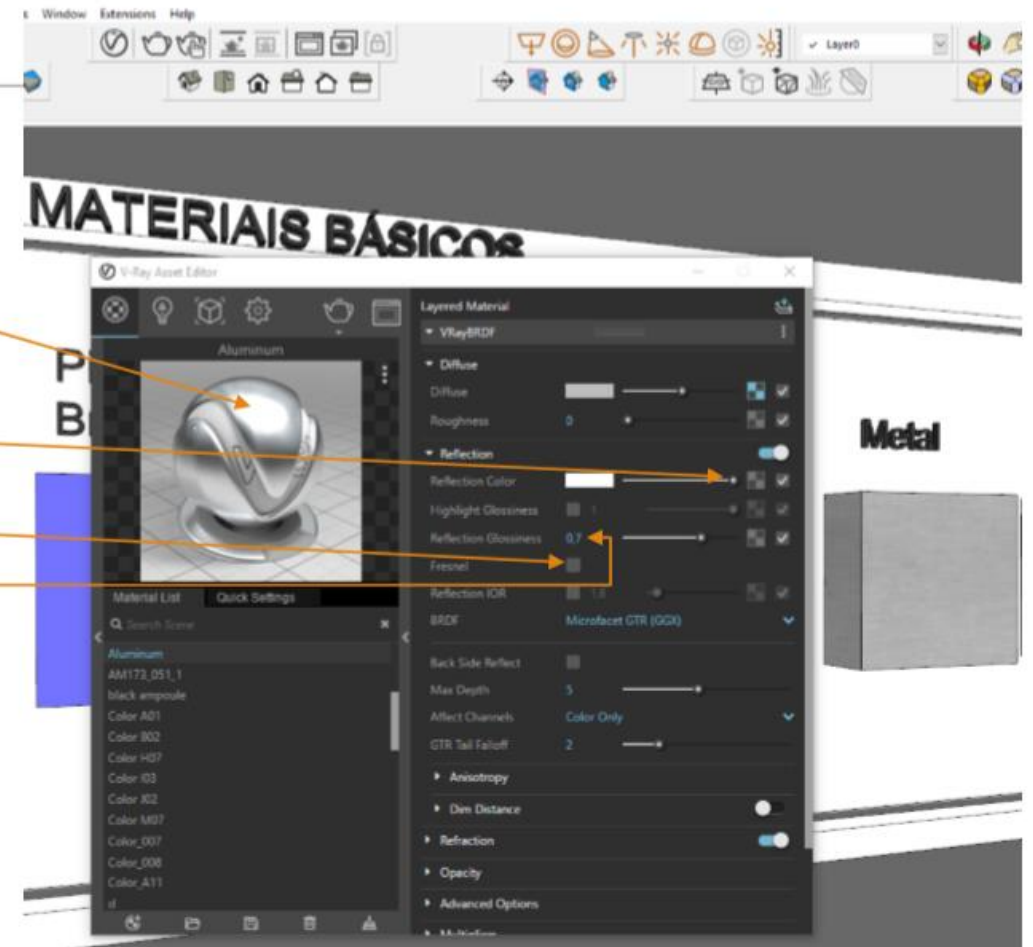 Window Extensions Help
Layer0
MATERIAIS BÁSICOS
V-Ray Asset Editor
Aluminum
Layered Material
VRayBRDF
Diffuse
Diffuse
Roughness 0
Reflection
Reflection Color
Highlight Glossiness 1
Reflection Glossiness 0,7
Fresnel
Reflection IOR 1,6
BRDF Microfacet GTR (GGX)
Back Side Reflect
Max Depth 5
Affect Channels Color Only
GTR Tail Falloff 2
Anisotropy
Dim Distance
Refraction
Opacity
Advanced Options
Material List Quick Settings
Search Scene
Aluminum
AM173_051_1
black ampoule
Color A01
Color B02
Color H07
Color I03
Color J02
Color M07
Color_007
Color_008
Color_A11
P
B
Metal